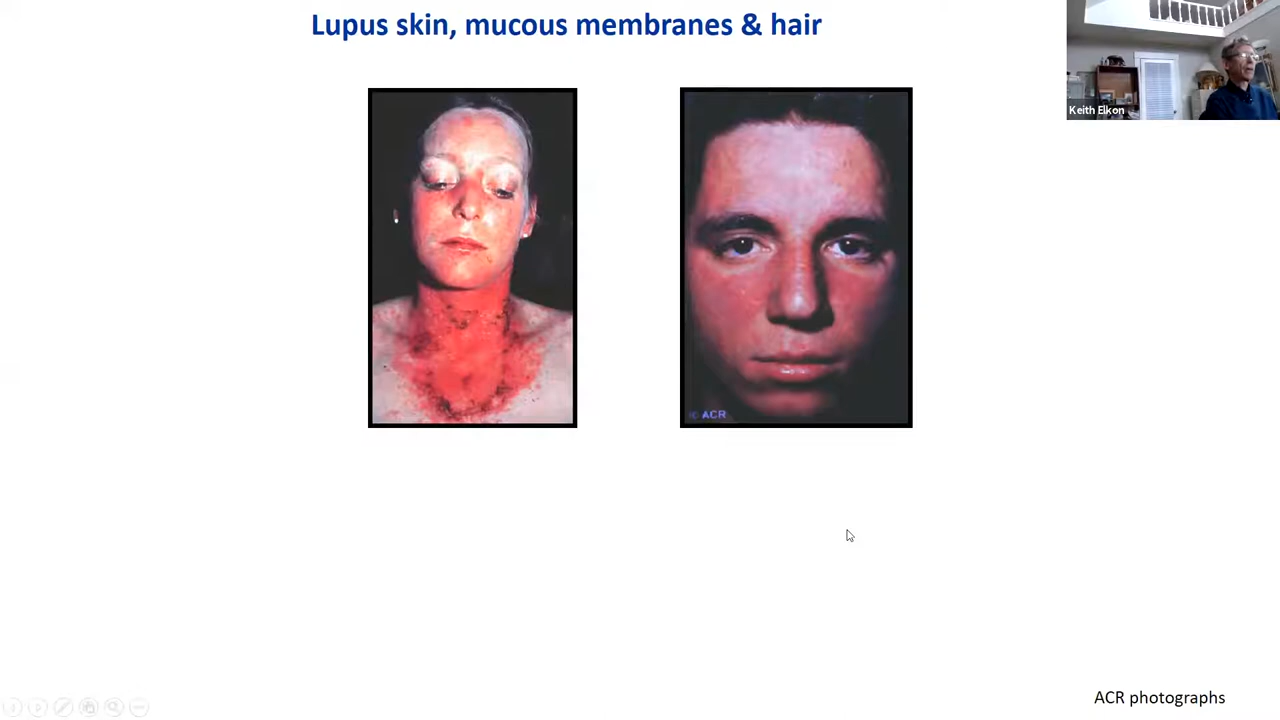 Lupus skin, mucous membranes & hair
Keith Elkon
© ACR
ACR photographs